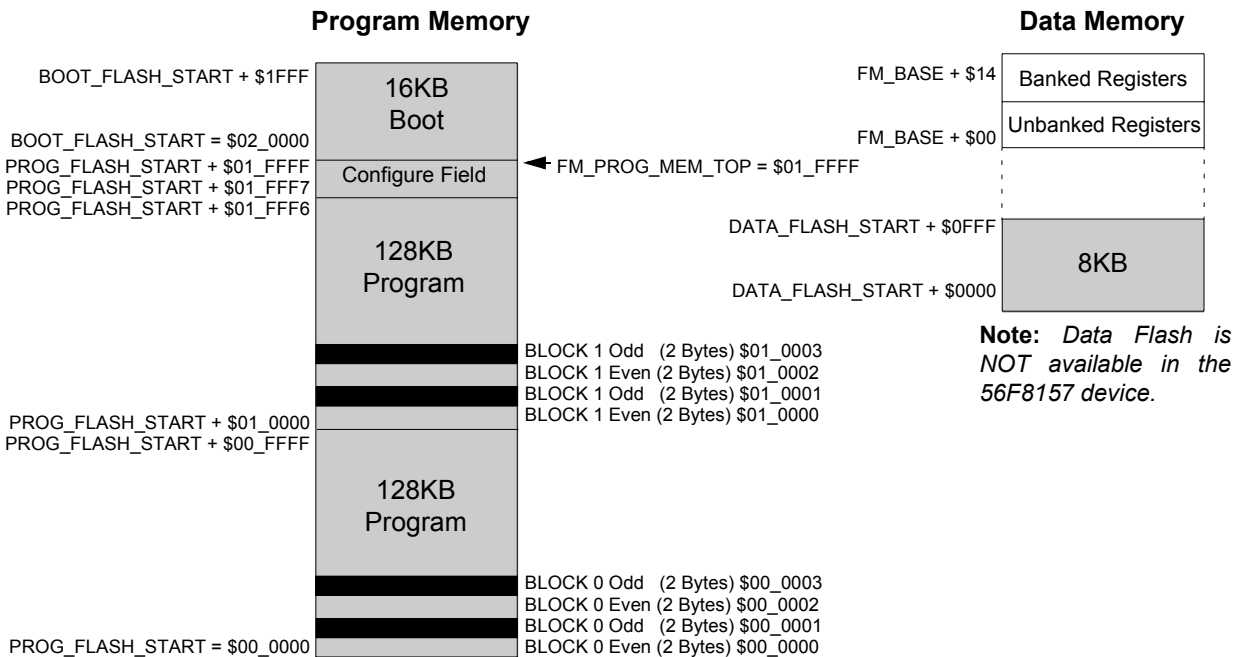 Program Memory
Data Memory
BOOT_FLASH_START + $1FFF
16KB
Boot
BOOT_FLASH_START = $02_0000
PROG_FLASH_START + $01_FFFF
PROG_FLASH_START + $01_FFF7
PROG_FLASH_START + $01_FFF6
Configure Field
FM_PROG_MEM_TOP = $01_FFFF
128KB
Program
BLOCK 1 Odd (2 Bytes) $01_0003
BLOCK 1 Even (2 Bytes) $01_0002
BLOCK 1 Odd (2 Bytes) $01_0001
BLOCK 1 Even (2 Bytes) $01_0000
PROG_FLASH_START + $01_0000
PROG_FLASH_START + $00_FFFF
128KB
Program
BLOCK 0 Odd (2 Bytes) $00_0003
BLOCK 0 Even (2 Bytes) $00_0002
BLOCK 0 Odd (2 Bytes) $00_0001
BLOCK 0 Even (2 Bytes) $00_0000
PROG_FLASH_START = $00_0000
FM_BASE + $14
Banked Registers
Unbanked Registers
FM_BASE + $00
DATA_FLASH_START + $0FFF
8KB
DATA_FLASH_START + $0000
Note: Data Flash is
NOT available in the
56F8157 device.